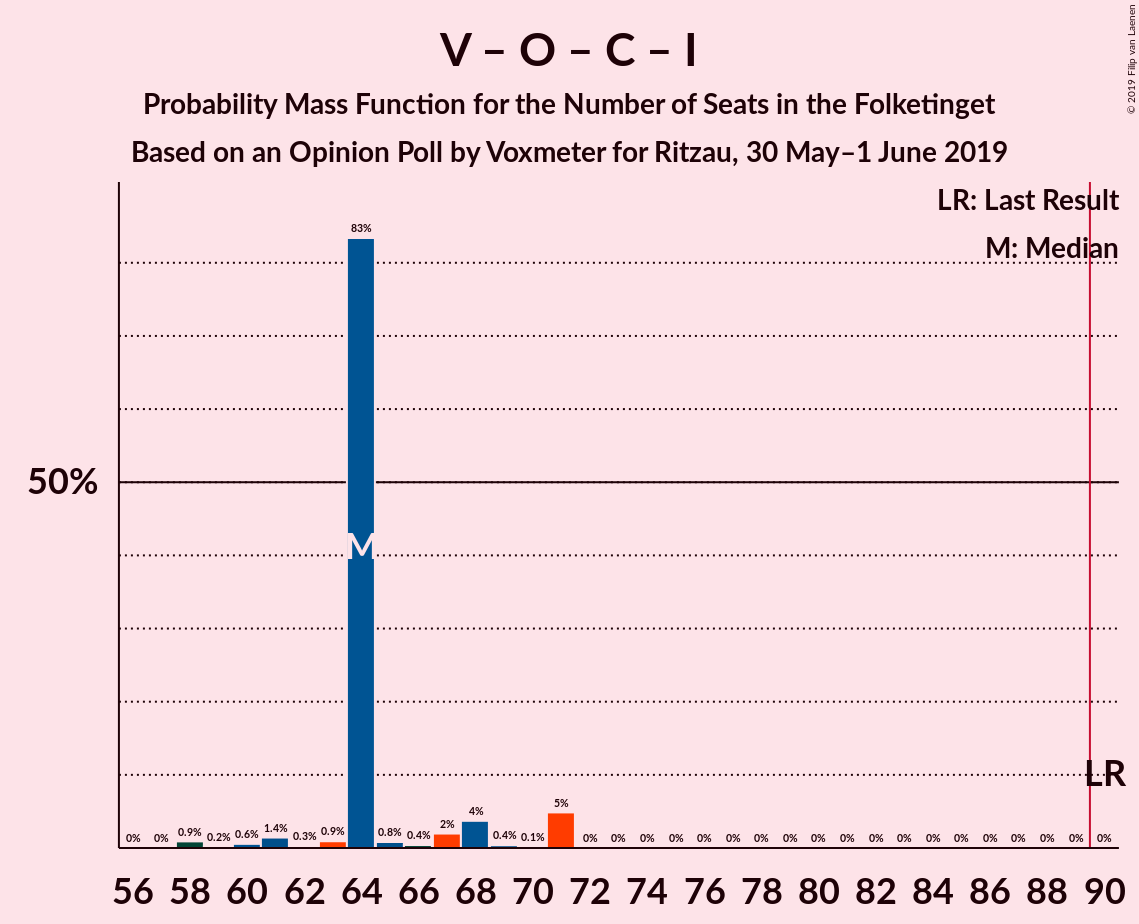 V – O – C – I
Probability Mass Function for the Number of Seats in the Folketinget
Based on an Opinion Poll by Voxmeter for Ritzau, 30 May–1 June 2019
© 2019 Filip van Laenen
LR: Last Result
M: Median
50%
M
LR
0% 0% 0.9% 0.2% 0.6% 1.4% 0.3% 0.9% 83% 0.8% 0.4% 2% 4% 0.4% 0.1% 5% 0% 0% 0% 0% 0% 0% 0% 0% 0% 0% 0% 0% 0% 0% 0% 0% 0% 0% 0%
56 58 60 62 64 66 68 70 72 74 76 78 80 82 84 86 88 90